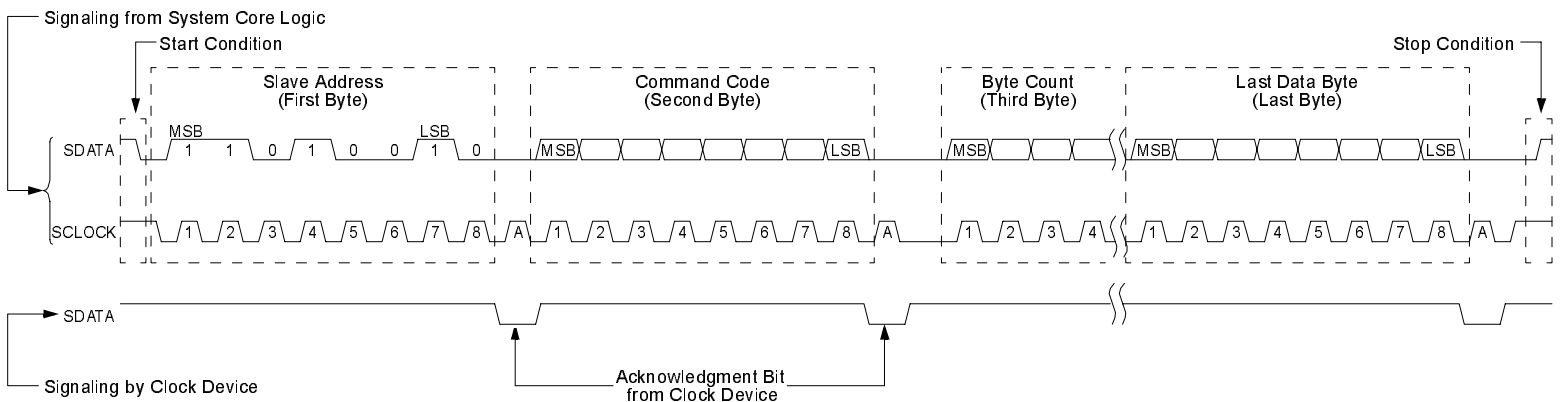 Signaling from System Core Logic
Start Condition
Stop Condition
Slave Address
(First Byte)
Command Code
(Second Byte)
Byte Count
(Third Byte)
Last Data Byte
(Last Byte)
MSB LSB
SDATA 1 1 0 1 0 0 1 0 MSB LSB MSB MSB LSB
SCLOCK 1 2 3 4 5 6 7 8 A 1 2 3 4 5 6 7 8 A 1 2 3 4 1 2 3 4 5 6 7 8 A
SDATA
Signaling by Clock Device
Acknowledgment Bit
from Clock Device